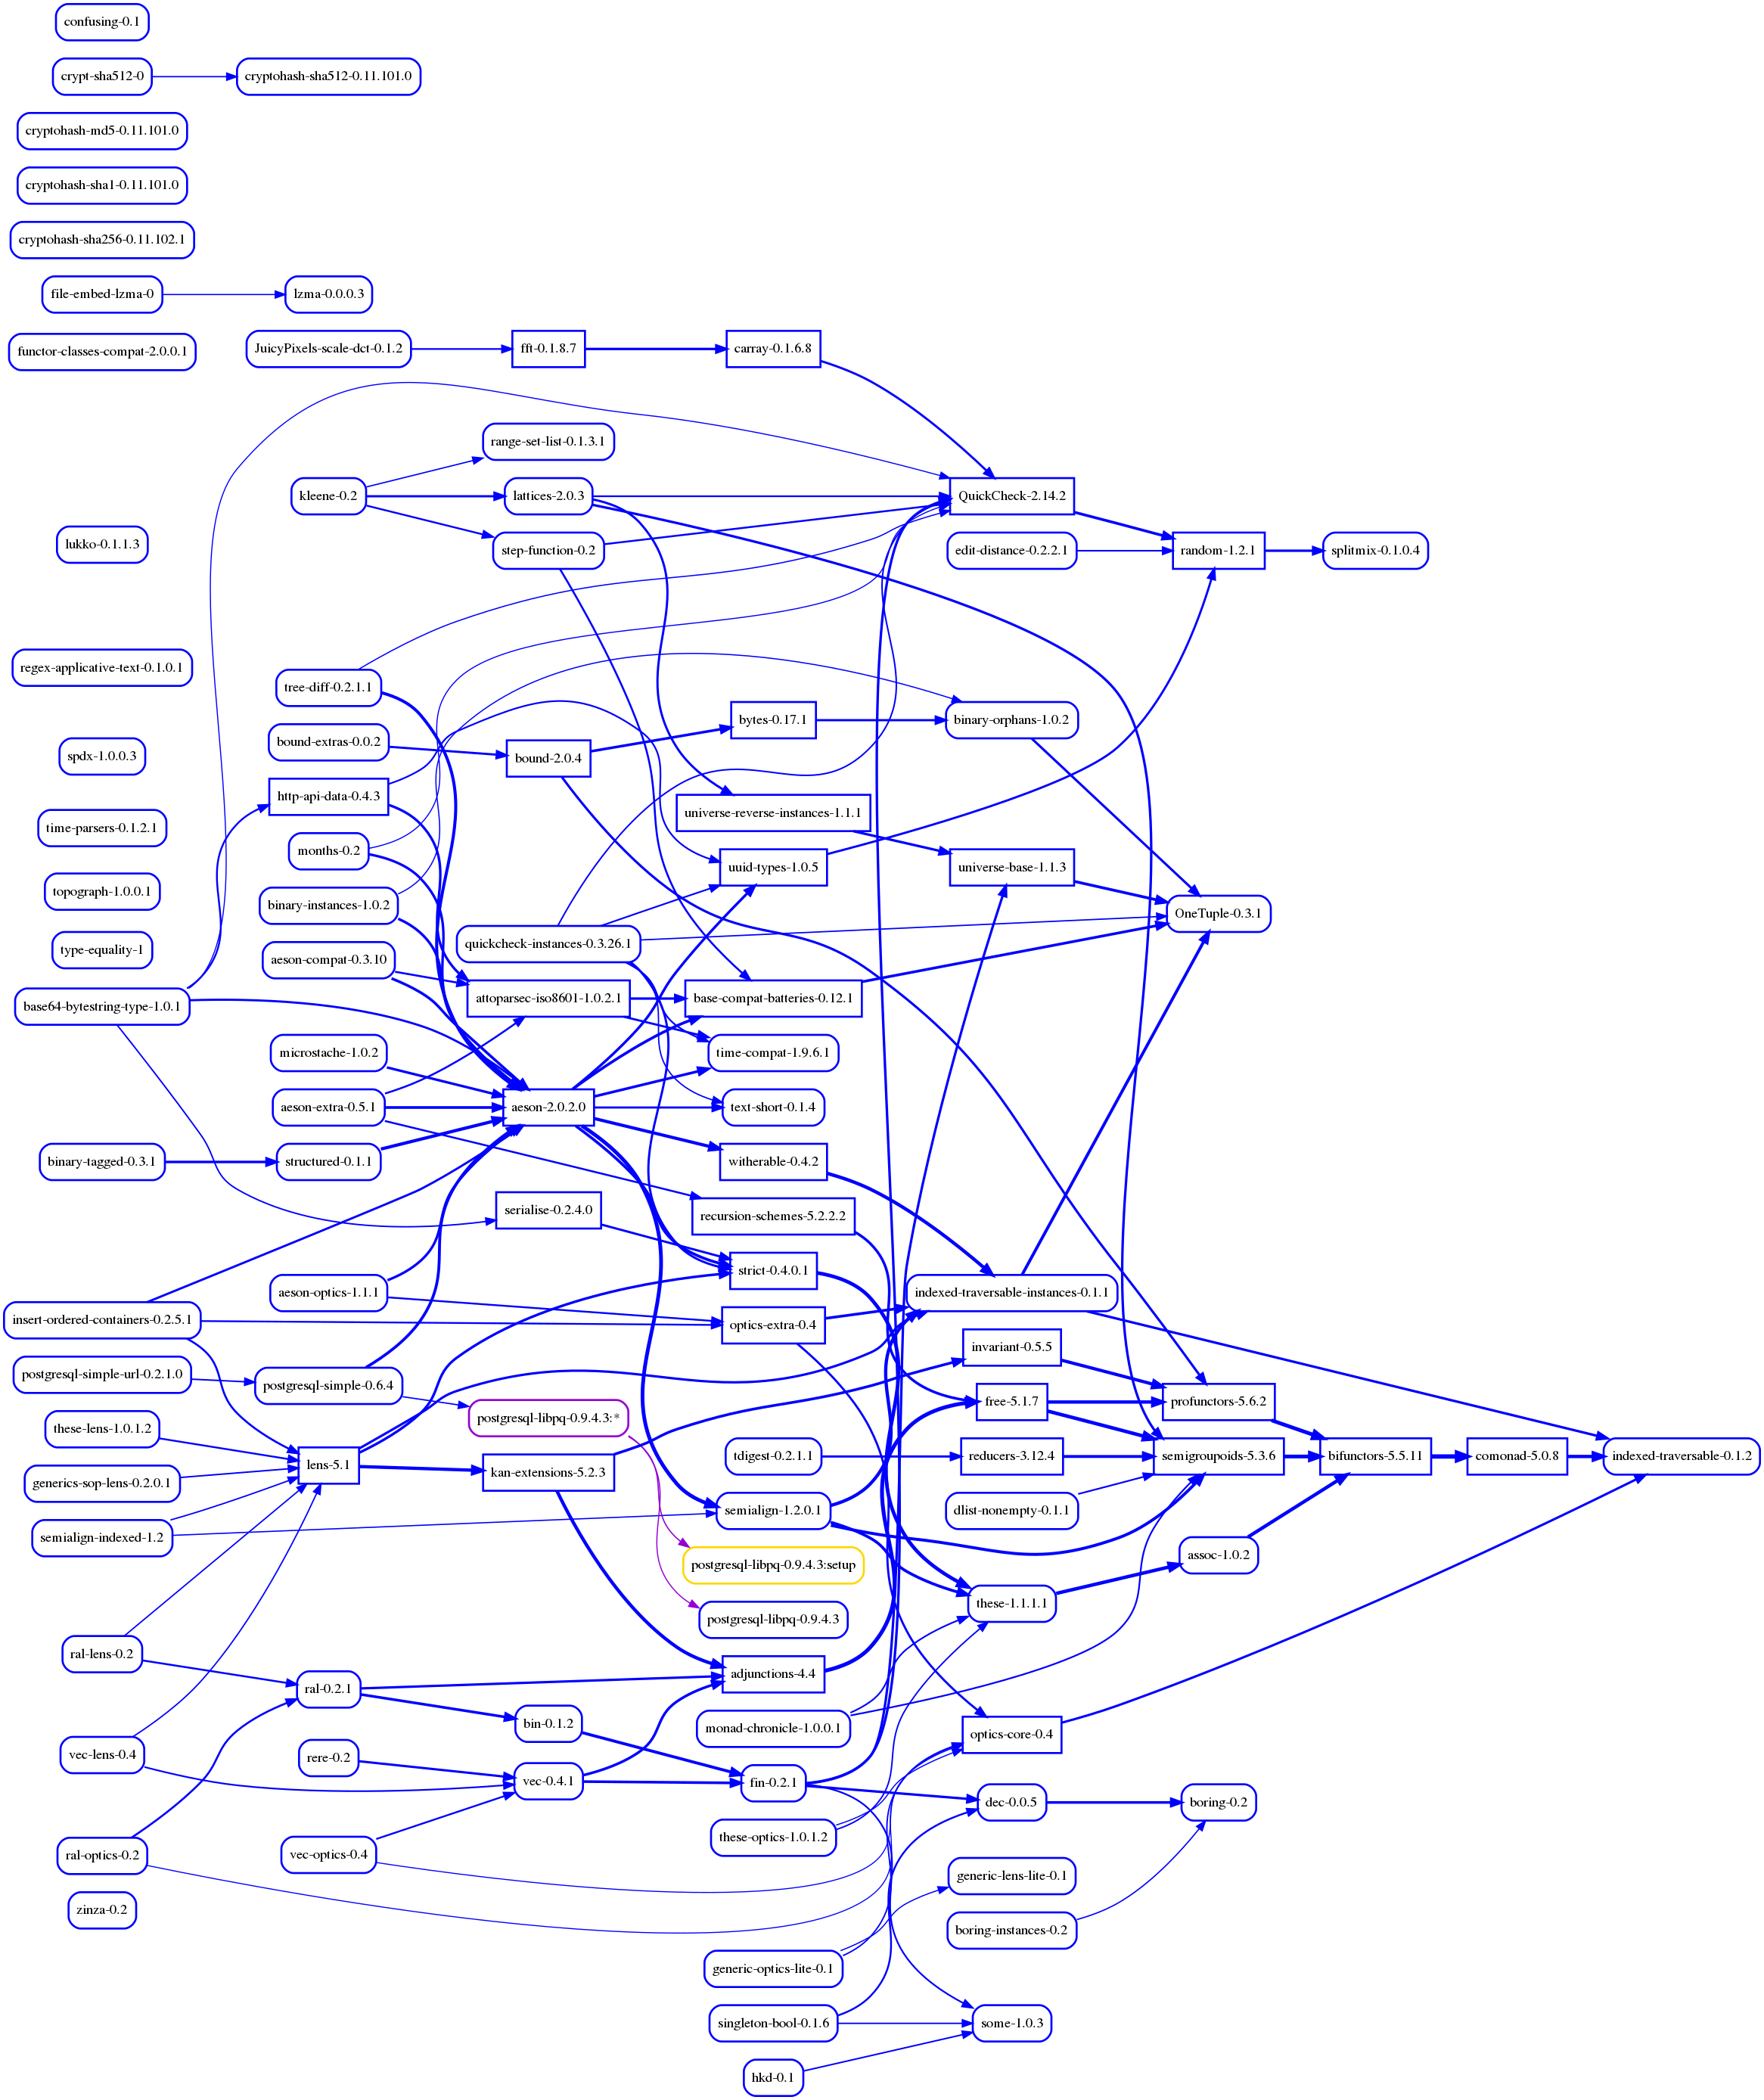 confusing-0.1
crypt-sha512-0
cryptohash-sha512-0.11.101.0
cryptohash-md5-0.11.101.0
cryptohash-sha1-0.11.101.0
cryptohash-sha256-0.11.102.1
file-embed-lzma-0
lzma-0.0.0.3
functor-classes-compat-2.0.0.1
JuicyPixels-scale-dct-0.1.2
fft-0.1.8.7
carray-0.1.6.8
range-set-list-0.1.3.1
kleene-0.2
lattices-2.0.3
QuickCheck-2.14.2
lukko-0.1.1.3
step-function-0.2
edit-distance-0.2.2.1
random-1.2.1
splitmix-0.1.0.4
regex-applicative-text-0.1.0.1
tree-diff-0.2.1.1
bytes-0.17.1
binary-orphans-1.0.2
bound-extras-0.0.2
bound-2.0.4
spdx-1.0.0.3
http-api-data-0.4.3
universe-reverse-instances-1.1.1
time-parsers-0.1.2.1
months-0.2
uuid-types-1.0.5
universe-base-1.1.3
topograph-1.0.0.1
binary-instances-1.0.2
OneTuple-0.3.1
type-equality-1
quickcheck-instances-0.3.26.1
aeson-compat-0.3.10
base64-bytestring-type-1.0.1
attoparsec-iso8601-1.0.2.1
base-compat-batteries-0.12.1
microstache-1.0.2
time-compat-1.9.6.1
aeson-extra-0.5.1
aeson-2.0.2.0
text-short-0.1.4
binary-tagged-0.3.1
structured-0.1.1
witherable-0.4.2
serialise-0.2.4.0
recursion-schemes-5.2.2.2
strict-0.4.0.1
aeson-optics-1.1.1
indexed-traversable-instances-0.1.1
insert-ordered-containers-0.2.5.1
optics-extra-0.4
invariant-0.5.5
postgresql-simple-url-0.2.1.0
postgresql-simple-0.6.4
free-5.1.7
profunctors-5.6.2
these-lens-1.0.1.2
postgresql-libpq-0.9.4.3:*
lens-5.1
kan-extensions-5.2.3
tdigest-0.2.1.1
reducers-3.12.4
semigroupoids-5.3.6
bifunctors-5.5.11
comonad-5.0.8
indexed-traversable-0.1.2
generics-sop-lens-0.2.0.1
semialign-1.2.0.1
dlist-nonempty-0.1.1
semialign-indexed-1.2
postgresql-libpq-0.9.4.3:setup
assoc-1.0.2
these-1.1.1.1
postgresql-libpq-0.9.4.3
ral-lens-0.2
adjunctions-4.4
ral-0.2.1
bin-0.1.2
monad-chronicle-1.0.0.1
optics-core-0.4
vec-lens-0.4
rere-0.2
vec-0.4.1
fin-0.2.1
dec-0.0.5
boring-0.2
these-optics-1.0.1.2
ral-optics-0.2
vec-optics-0.4
generic-lens-lite-0.1
zinza-0.2
boring-instances-0.2
generic-optics-lite-0.1
singleton-bool-0.1.6
some-1.0.3
hkd-0.1